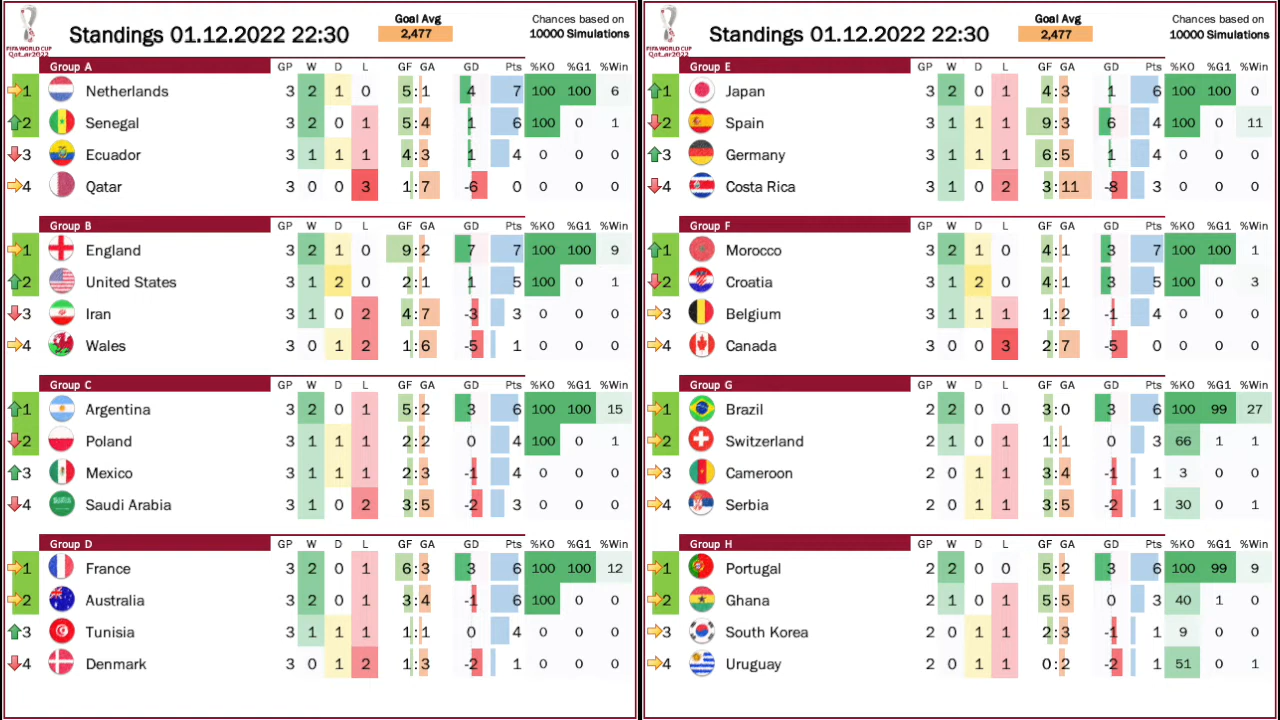 FIFA WORLD CUP
Qatar2022
Standings 01.12.2022 22:30
Goal Avg
2,477
Chances based on
10000 Simulations
Group A GP W D L GF GA GD Pts %KO %G1 %Win
1 Netherlands 3 2 1 0 5:1 4 7 100 100 6
2 Senegal 3 2 0 1 5:4 1 6 100 0 1
3 Ecuador 3 1 1 1 4:3 1 4 0 0 0
4 Qatar 3 0 0 3 1:7 -6 0 0 0 0
Group B GP W D L GF GA GD Pts %KO %G1 %Win
1 England 3 2 1 0 9:2 7 7 100 100 9
2 United States 3 1 2 0 2:1 1 5 100 0 1
3 Iran 3 1 0 2 4:7 -3 3 0 0 0
4 Wales 3 0 1 2 1:6 -5 1 0 0 0
Group C GP W D L GF GA GD Pts %KO %G1 %Win
1 Argentina 3 2 0 1 5:2 3 6 100 100 15
2 Poland 3 1 1 1 2:2 0 4 100 0 1
3 Mexico 3 1 1 1 2:3 -1 4 0 0 0
4 Saudi Arabia 3 1 0 2 3:5 -2 3 0 0 0
Group D GP W D L GF GA GD Pts %KO %G1 %Win
1 France 3 2 0 1 6:3 3 6 100 100 12
2 Australia 3 2 0 1 3:4 -1 6 100 0 0
3 Tunisia 3 1 1 1 1:1 0 4 0 0 0
4 Denmark 3 0 1 2 1:3 -2 1 0 0 0
FIFA WORLD CUP
Qatar2022
Standings 01.12.2022 22:30
Goal Avg
2,477
Chances based on
10000 Simulations
Group E GP W D L GF GA GD Pts %KO %G1 %Win
1 Japan 3 2 0 1 4:3 1 6 100 100 0
2 Spain 3 1 1 1 9:3 6 4 100 0 11
3 Germany 3 1 1 1 6:5 1 4 0 0 0
4 Costa Rica 3 1 0 2 3:11 -8 3 0 0 0
Group F GP W D L GF GA GD Pts %KO %G1 %Win
1 Morocco 3 2 1 0 4:1 3 7 100 100 1
2 Croatia 3 1 2 0 4:1 3 5 100 0 3
3 Belgium 3 1 1 1 1:2 -1 4 0 0 0
4 Canada 3 0 0 3 2:7 -5 0 0 0 0
Group G GP W D L GF GA GD Pts %KO %G1 %Win
1 Brazil 2 2 0 0 3:0 3 6 100 99 27
2 Switzerland 2 1 0 1 1:1 0 3 66 1 1
3 Cameroon 2 0 1 1 3:4 -1 1 3 0 0
4 Serbia 2 0 1 1 3:5 -2 1 30 0 1
Group H GP W D L GF GA GD Pts %KO %G1 %Win
1 Portugal 2 2 0 0 5:2 3 6 100 99 9
2 Ghana 2 1 0 1 5:5 0 3 40 1 0
3 South Korea 2 0 1 1 2:3 -1 1 9 0 0
4 Uruguay 2 0 1 1 0:2 -2 1 51 0 1